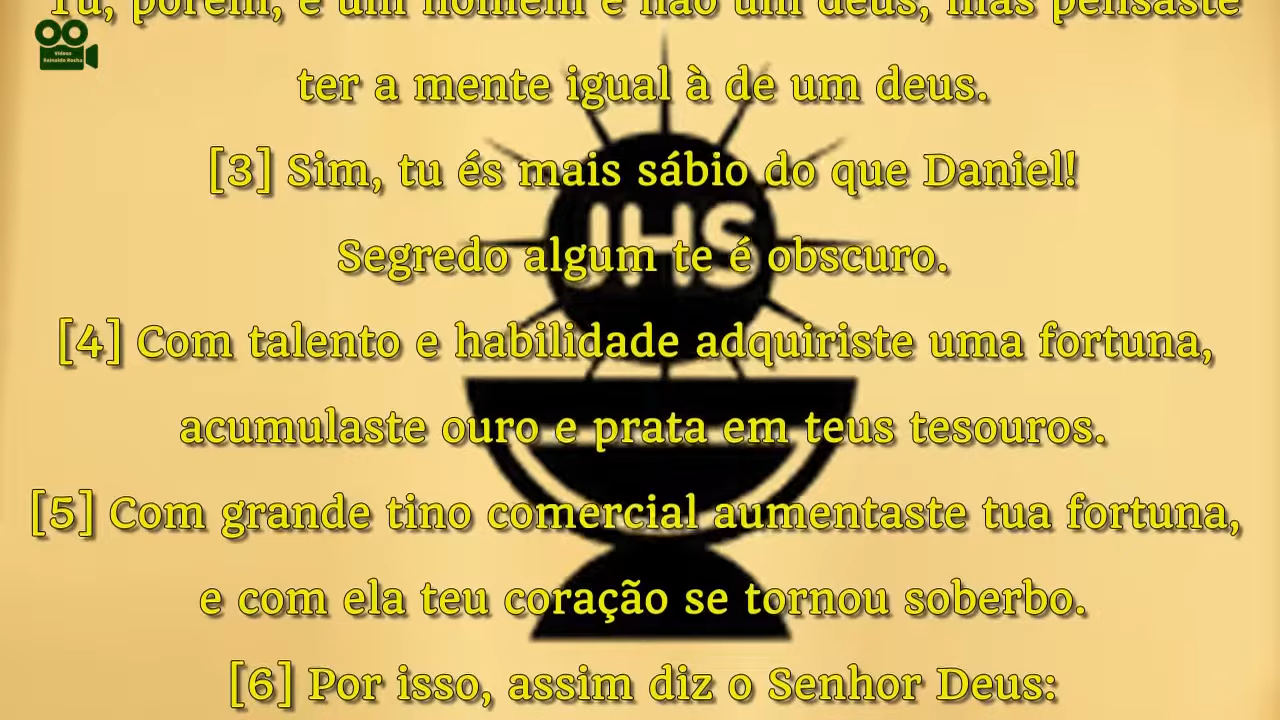 Tu, porém, é um homem e não um deus, mas pensaste
Vídeos
Reinaldo Rocha
ter a mente igual à de um deus.
[3] Sim, tu és mais sábio do que Daniel!
JHS
Segredo algum te é obscuro.
[4] Com talento e habilidade adquiriste uma fortuna,
acumulaste ouro e prata em teus tesouros.
[5] Com grande tino comercial aumentaste tua fortuna,
e com ela teu coração se tornou soberbo.
[6] Por isso, assim diz o Senhor Deus: